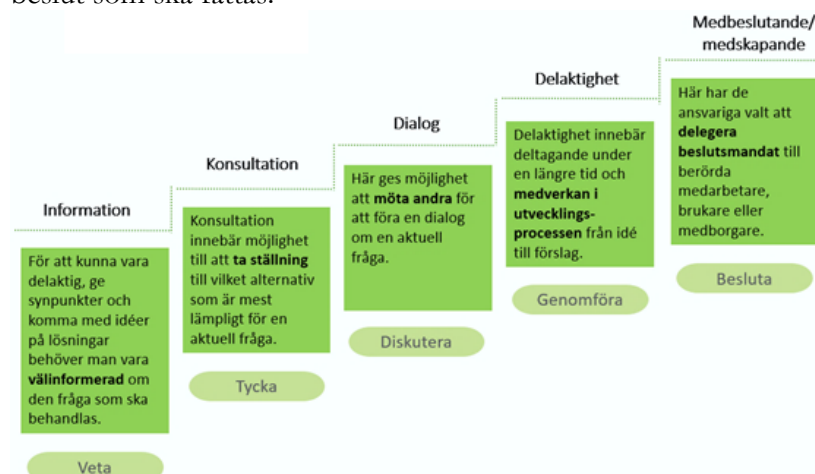 beslut som ska fattas.
Information
För att kunna vara
delaktig, ge
synpunkter och
komma med idéer
på lösningar
behöver man vara
välinformerad om
den fråga som ska
behandlas.
Veta
Konsultation
Konsultation
innebär möjlighet
till att ta ställning
till vilket alternativ
som är mest
lämpligt för en
aktuell fråga.
Tycka
Dialog
Här ges möjlighet
att möta andra för
att föra en dialog
om en aktuell
fråga.
Diskutera
Delaktighet
Delaktighet innebär
deltagande under
en längre tid och
medverkan i
utvecklings-
processen från idé
till förslag.
Genomföra
Medbeslutande/
medskapande
Här har de
ansvariga valt att
delegera
beslutsmandat till
berörda
medarbetare,
brukare eller
medborgare.
Besluta